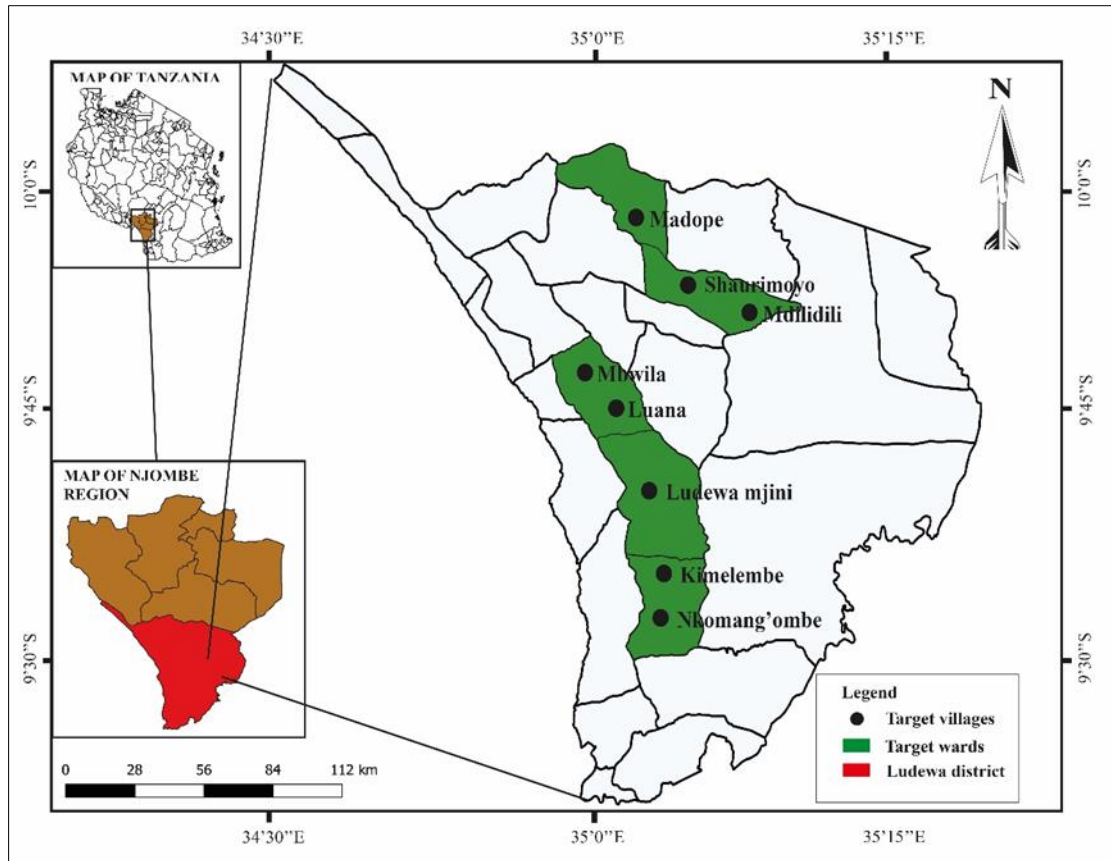 34'30''E 35'0''E 35'15''E
MAP OF TANZANIA
N
10'0''S
10'0''S
Madope
Shaurimoyo
Mdilidili
Mbwila
9'45''S
Luana
9'45''S
MAP OF NJOMBE
REGION
Ludewa mjini
Kimelembe
Nkomang'ombe
9'30''S
9'30''S
Legend
Target villages
Target wards
Ludewa district
0 28 56 84 112 km
34'30''E 35'0''E 35'15''E